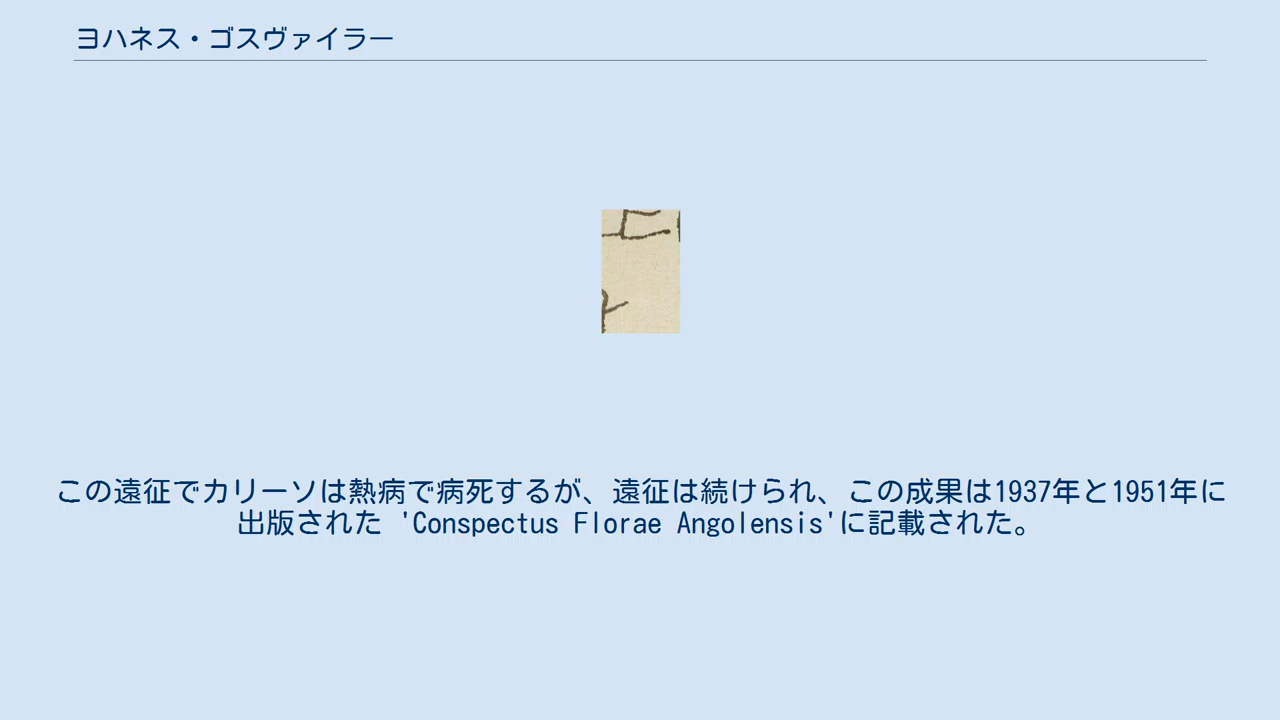 ヨハネス・ゴスヴァイラー
この遠征でカリーソは熱病で病死するが、遠征は続けられ、この成果は1937年と1951年に
出版された 'Conspectus Florae Angolensis'に記載された。